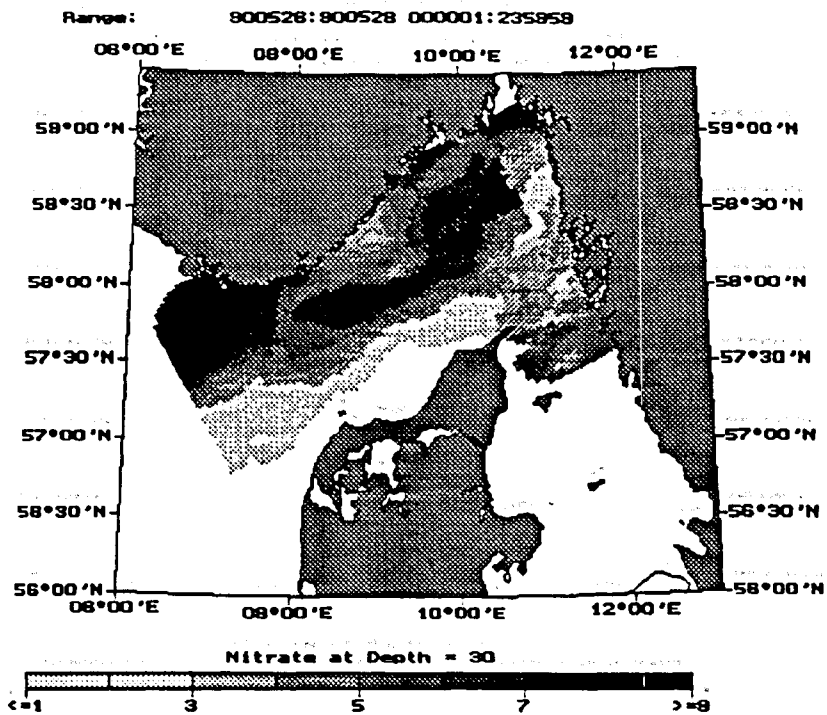 Range: 900528:900528 000001:235959
06°00'E 08°00'E 10°00'E 12°00'E
59°00'N 59°00'N
58°30'N 58°30'N
58°00'N 58°00'N
57°30'N 57°30'N
57°00'N 57°00'N
56°30'N 56°30'N
56°00'N 56°00'N
06°00'E 08°00'E 10°00'E 12°00'E
Nitrate at Depth = 30
<=1 3 5 7 >=9